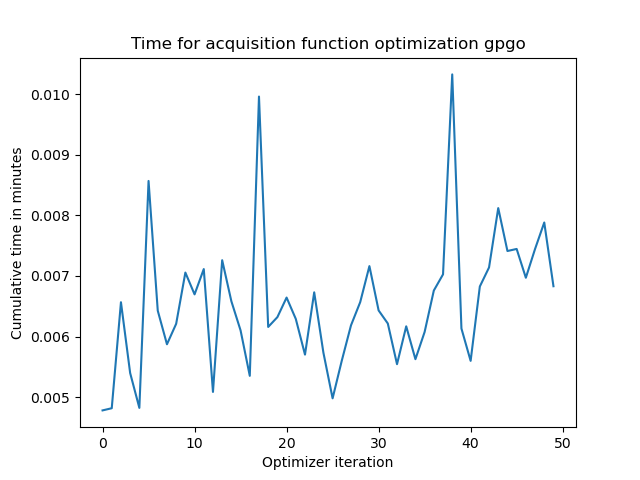 Time for acquisition function optimization gpgo
Cumulative time in minutes
0.010
0.009
0.008
0.007
0.006
0.005
0 10 20 30 40 50
Optimizer iteration